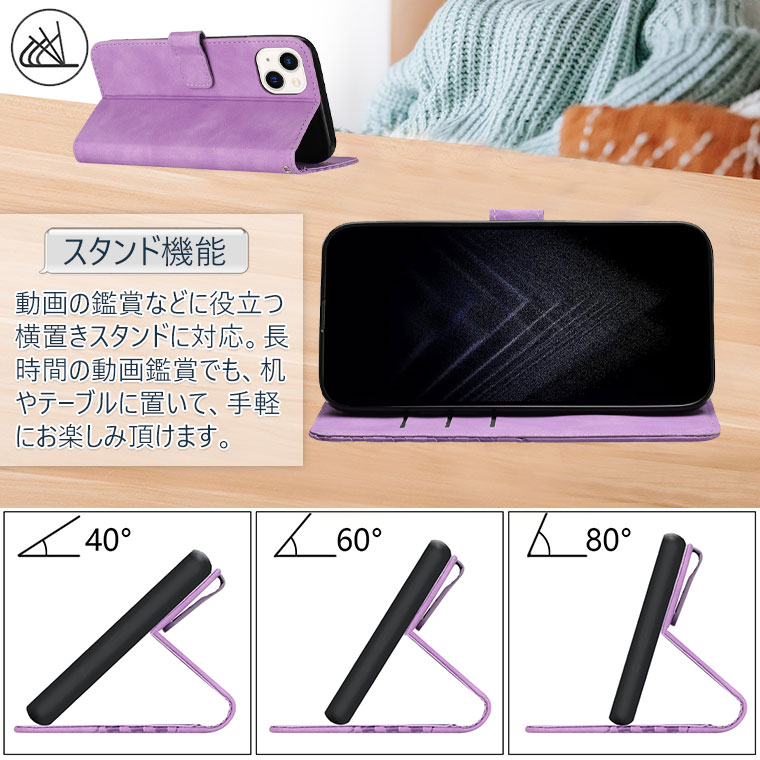 スタンド機能
動画の鑑賞などに役立つ
横置きスタンドに対応。長
時間の動画鑑賞でも、机
やテーブルに置いて、手軽
にお楽しみ頂けます。
40°
60°
80°